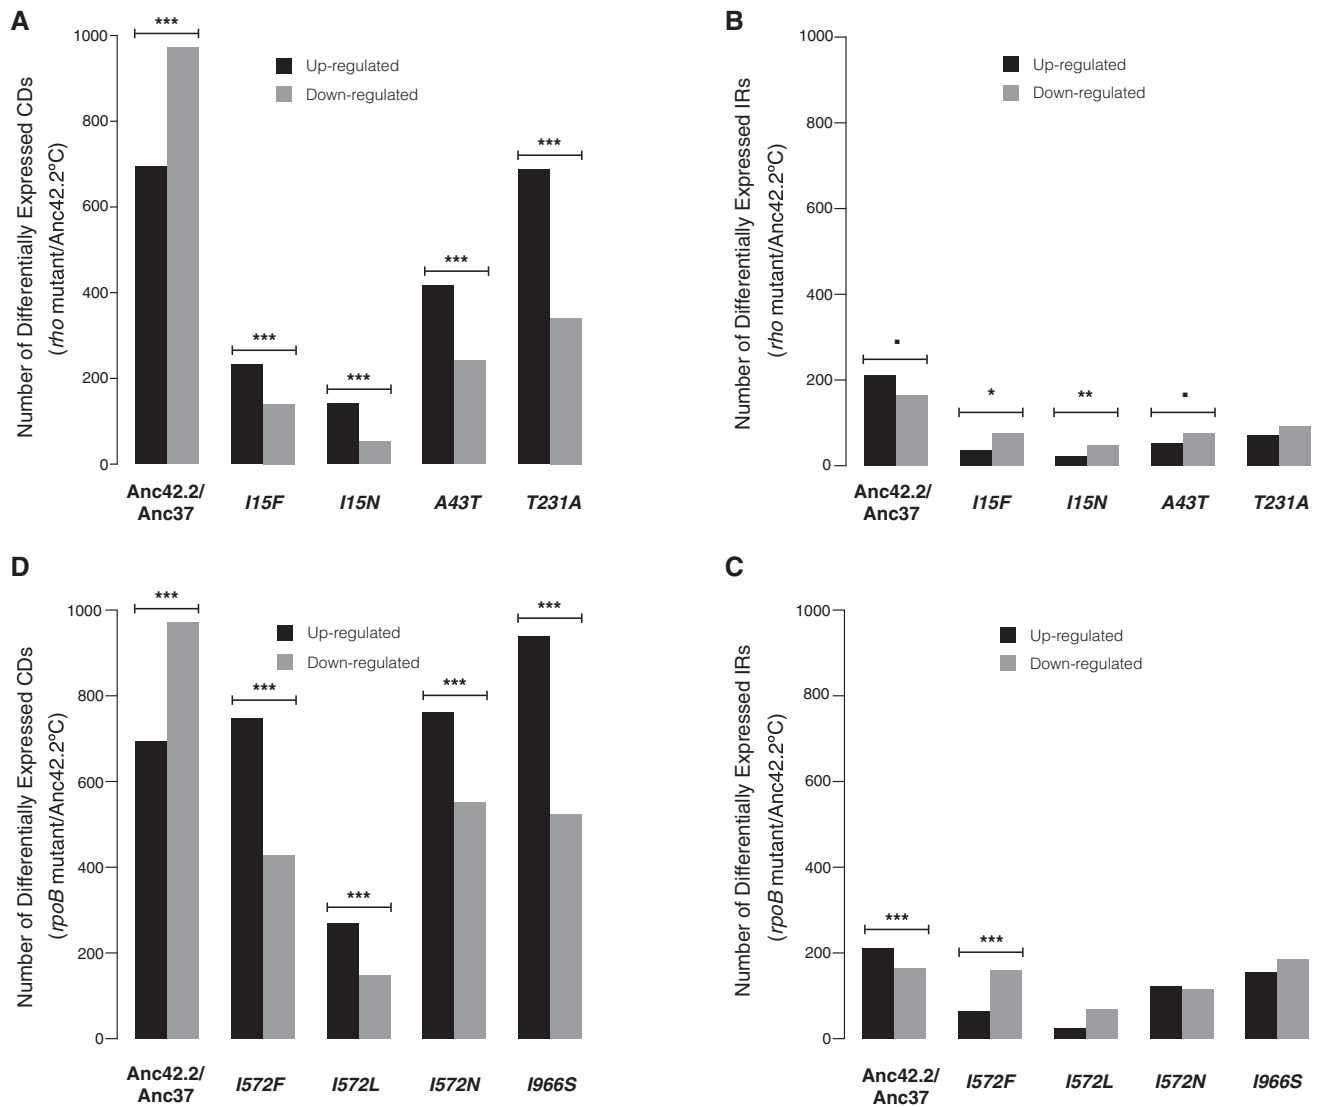 A
Number of Differentially Expressed CDs
(rho mutant/Anc42.2ºC)
1000
800
600
400
200
0
Up-regulated
Down-regulated
***
***
***
***
***
Anc42.2/
Anc37
I15F
I15N
A43T
T231A
B
Number of Differentially Expressed IRs
(rho mutant/Anc42.2ºC)
1000
800
600
400
200
0
Up-regulated
Down-regulated
.
*
**
.
Anc42.2/
Anc37
I15F
I15N
A43T
T231A
D
Number of Differentially Expressed CDs
(rpoB mutant/Anc42.2ºC)
1000
800
600
400
200
0
Up-regulated
Down-regulated
***
***
***
***
***
Anc42.2/
Anc37
I572F
I572L
I572N
I966S
C
Number of Differentially Expressed IRs
(rpoB mutant/Anc42.2ºC)
1000
800
600
400
200
0
Up-regulated
Down-regulated
***
***
Anc42.2/
Anc37
I572F
I572L
I572N
I966S